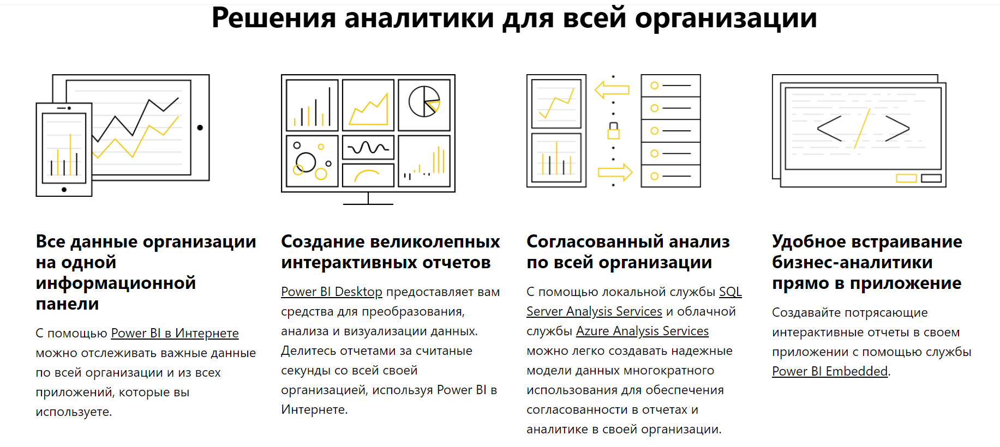 Решения аналитики для всей организации
Все данные организации
на одной
информационной
панели
С помощью Power BI в Интернете
можно отслеживать важные данные
по всей организации и из всех
приложений, которые вы
используете.
Создание великолепных
интерактивных отчетов
Power BI Desktop предоставляет вам
средства для преобразования,
анализа и визуализации данных.
Делитесь отчетами за считаные
секунды со всей своей
организацией, используя Power BI в
Интернете.
Согласованный анализ
по всей организации
С помощью локальной службы SQL
Server Analysis Services и облачной
службы Azure Analysis Services
можно легко создавать надежные
модели данных многократного
использования для обеспечения
согласованности в отчетах и
аналитике в своей организации.
Удобное встраивание
бизнес-аналитики
прямо в приложение
Создавайте потрясающие
интерактивные отчеты в своем
приложении с помощью службы
Power BI Embedded.